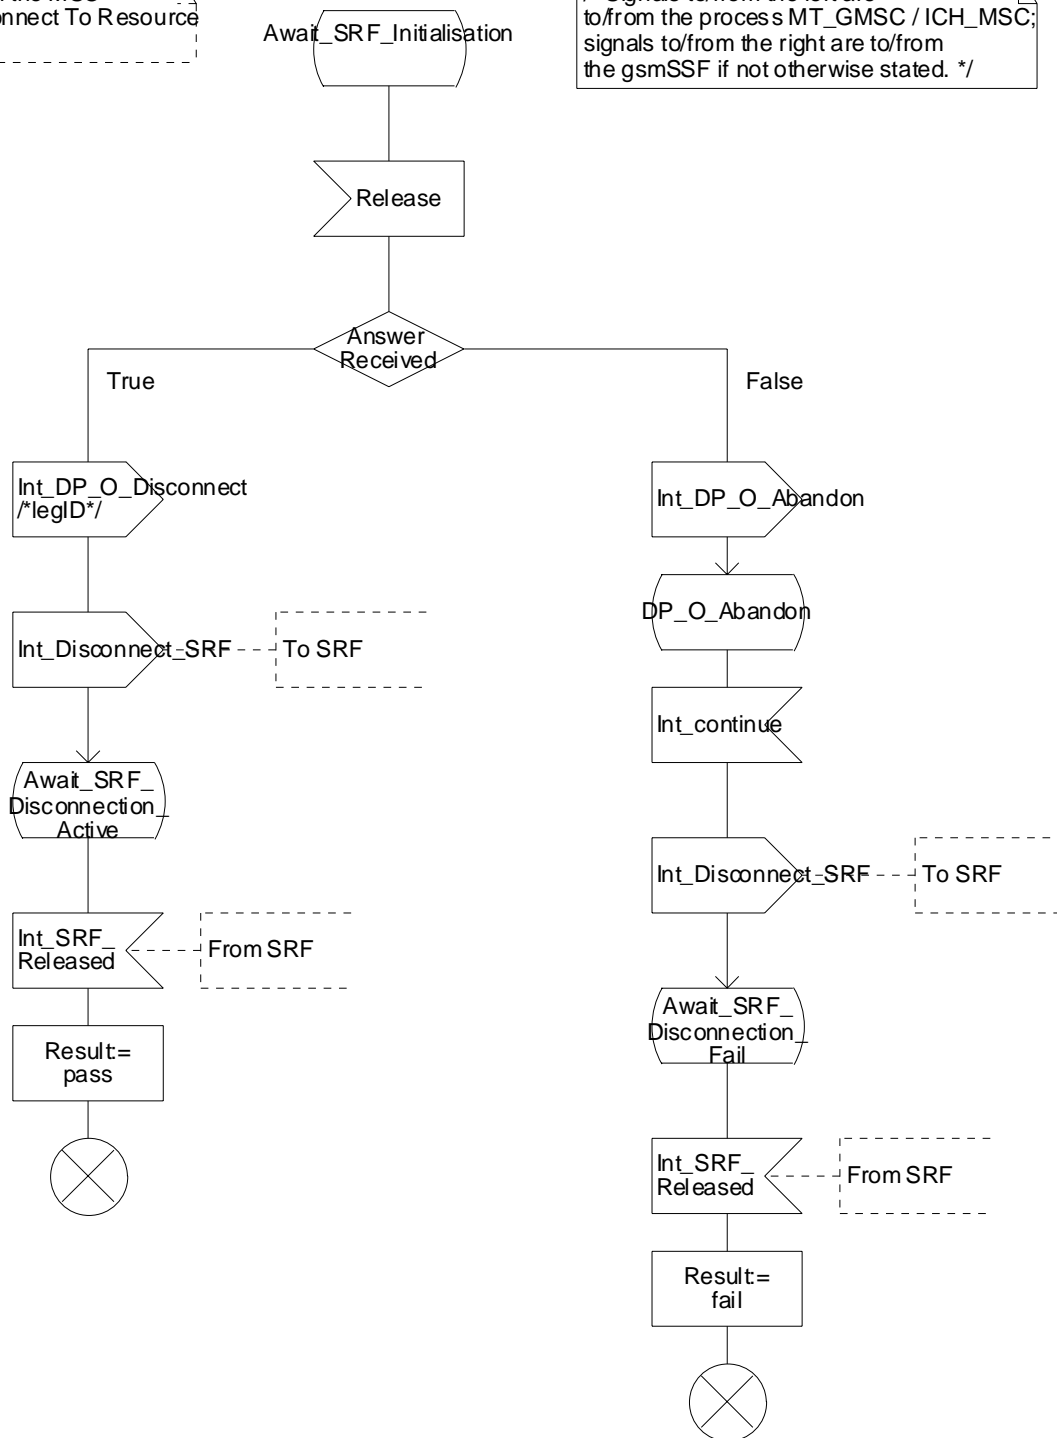 nnect To Resource
Await_SRF_Initialisation
to/from the process MT_GMSC / ICH_MSC;
signals to/from the right are to/from
the gsmSSF if not otherwise stated. */
Release
Answer
Received
True
False
Int_DP_O_Disconnect
/*legID*/
Int_DP_O_Abandon
DP_O_Abandon
Int_Disconnect_SRF
To SRF
Int_continue
Await_SRF_
Disconnection_
Active
Int_Disconnect_SRF
To SRF
Int_SRF_
Released
From SRF
Await_SRF_
Disconnection_
Fail
Result:=
pass
Int_SRF_
Released
From SRF
Result:=
fail